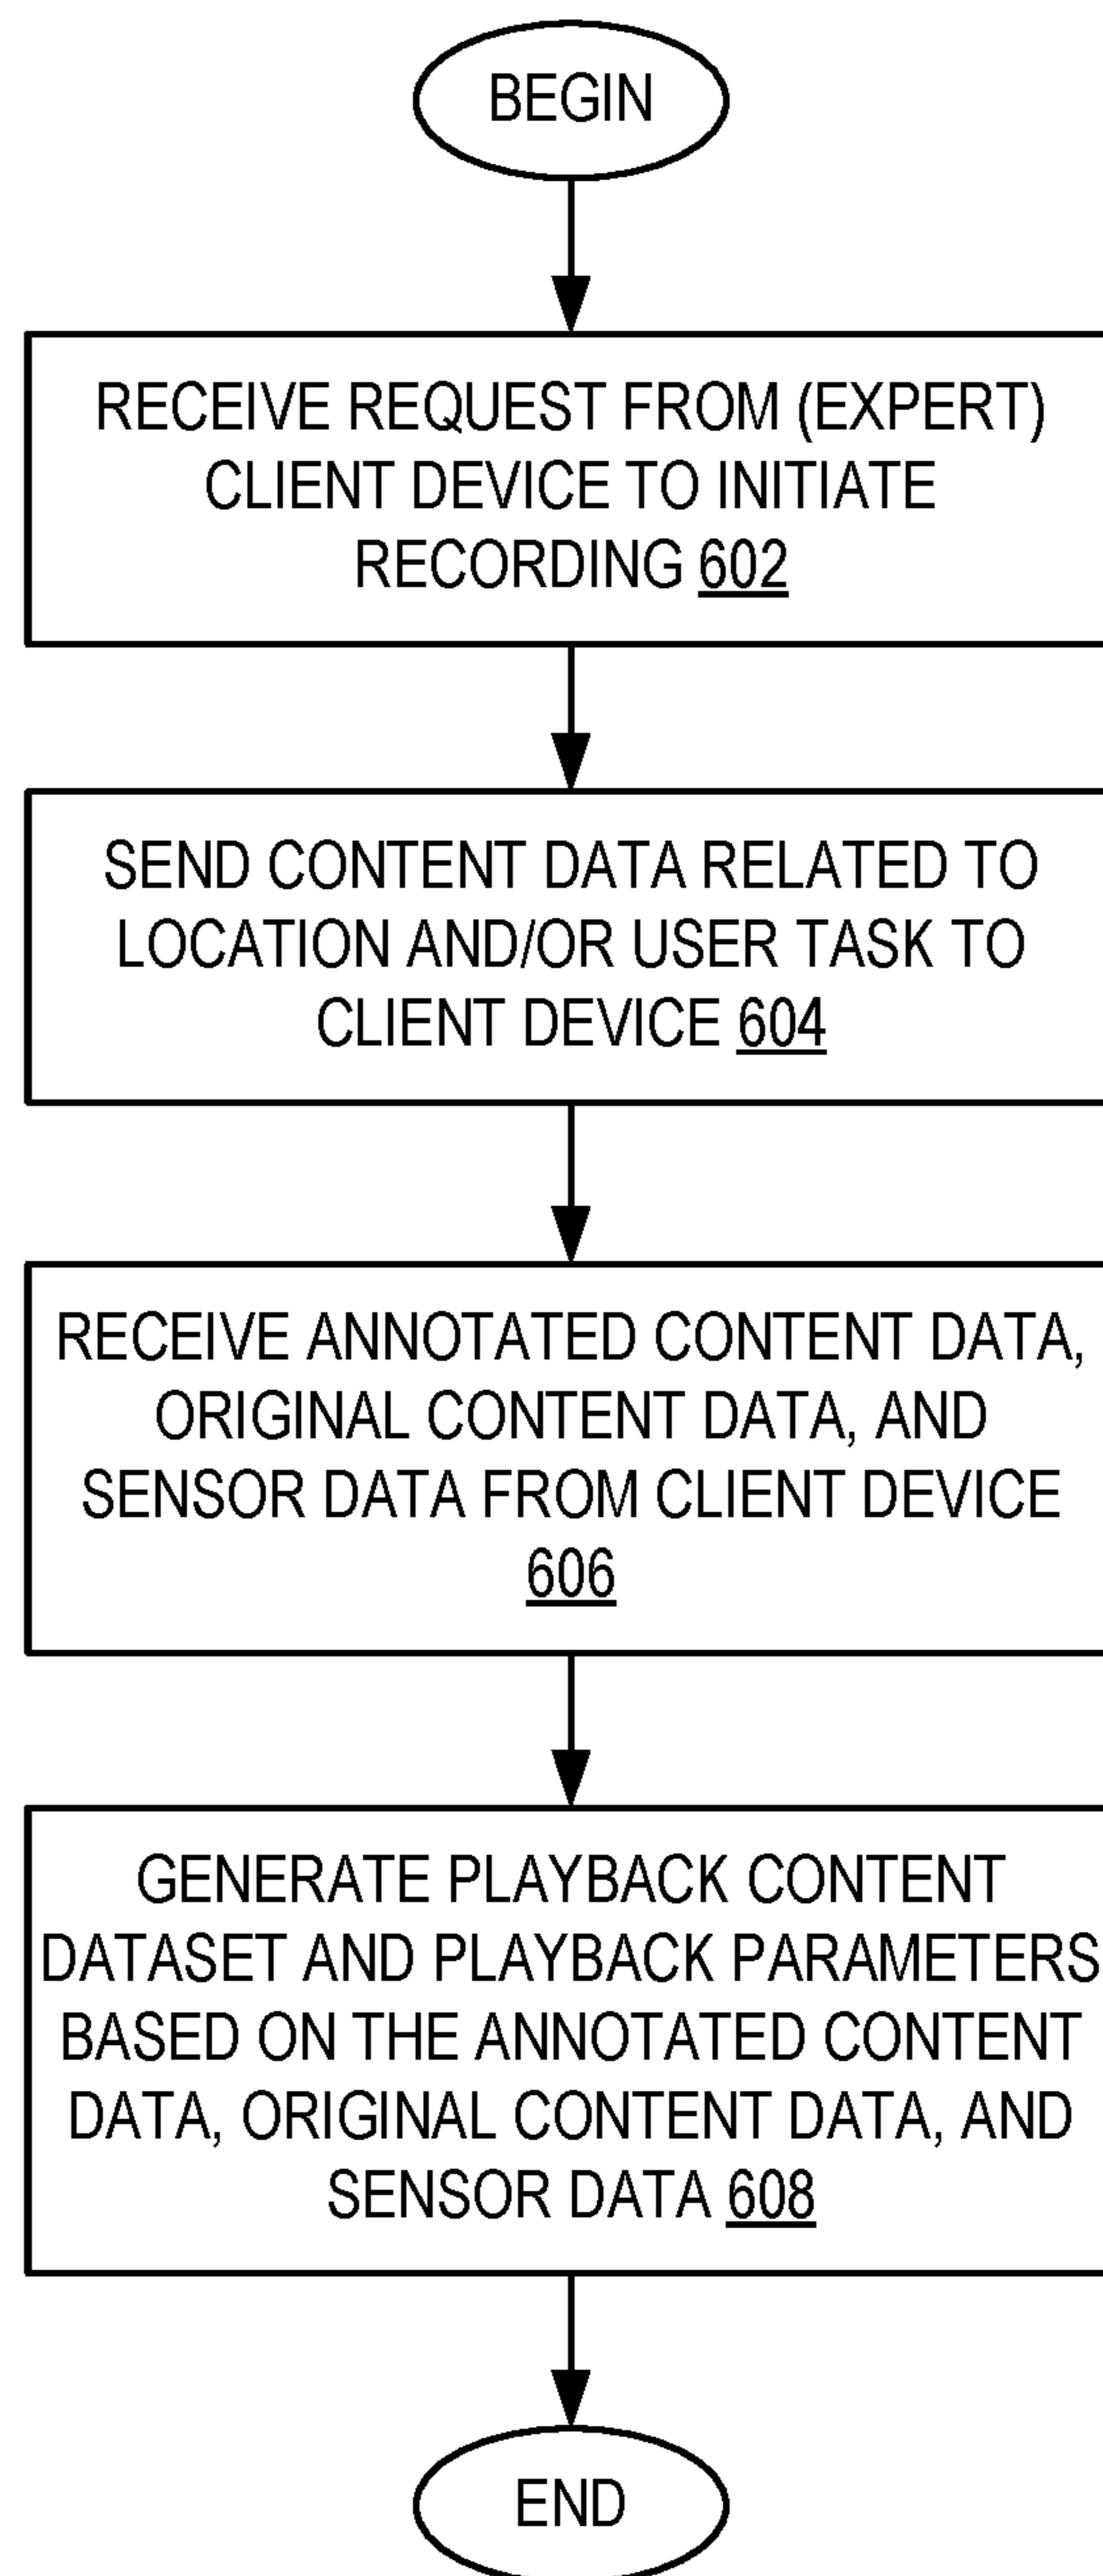 BEGIN
RECEIVE REQUEST FROM (EXPERT)
CLIENT DEVICE TO INITIATE
RECORDING 602
SEND CONTENT DATA RELATED TO
LOCATION AND/OR USER TASK TO
CLIENT DEVICE 604
RECEIVE ANNOTATED CONTENT DATA,
ORIGINAL CONTENT DATA, AND
SENSOR DATA FROM CLIENT DEVICE
606
GENERATE PLAYBACK CONTENT
DATASET AND PLAYBACK PARAMETERS
BASED ON THE ANNOTATED CONTENT
DATA, ORIGINAL CONTENT DATA, AND
SENSOR DATA 608
END